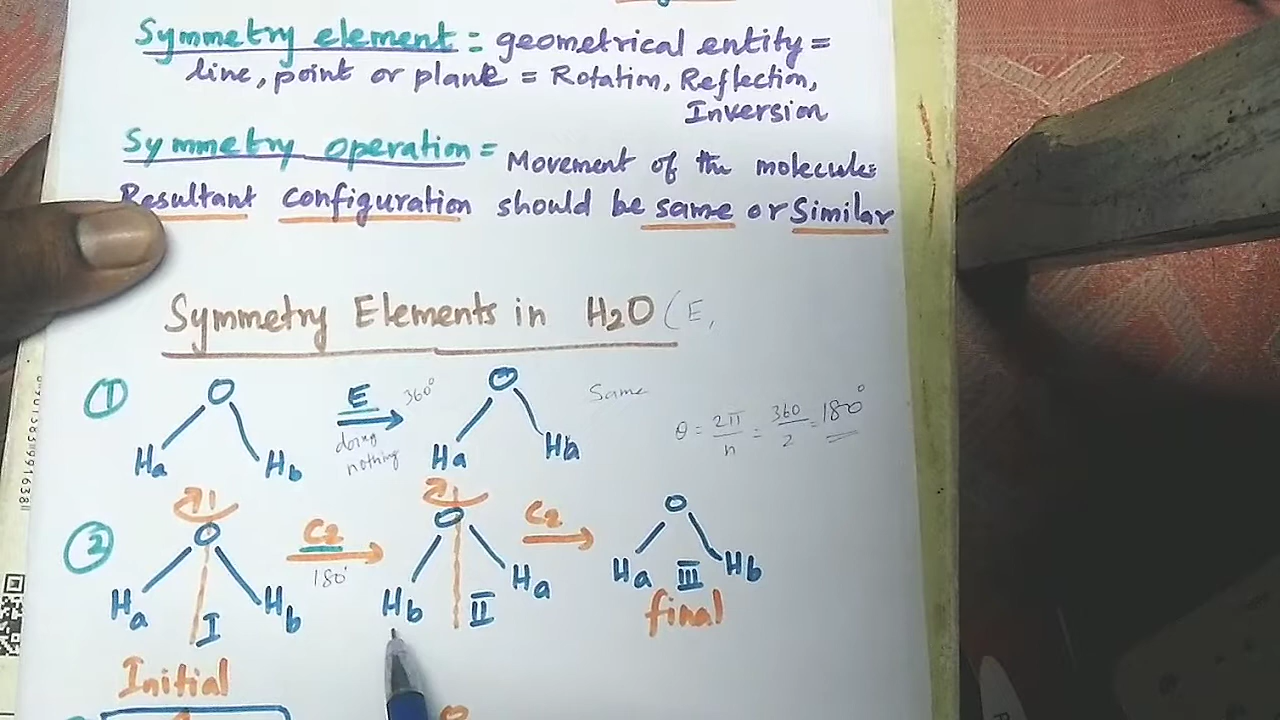 Symmetry element = geometrical entity =
line, point or plane = Rotation, Reflection,
Inversion
Symmetry operation = Movement of the molecules
Resultant configuration should be same or Similar
Symmetry Elements in H2O (E,
1
O
Ha
Hb
E
360°
doing
nothing
O
Ha
Hb
Same
θ = 2π/n = 360/2 = 180°
2
O
Ha
Hb
I
Initial
C2
180°
O
Hb
Ha
II
C2
O
Ha
Hb
III
final